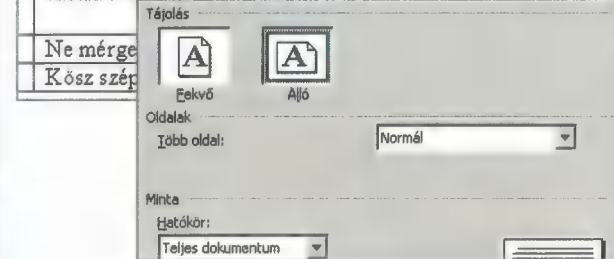 Tájolás
Ne mérge
Kösz szép
A
A
Fekvő
Álló
Oldalak
Több oldal:
Normál
Minta
Hatókör:
Teljes dokumentum